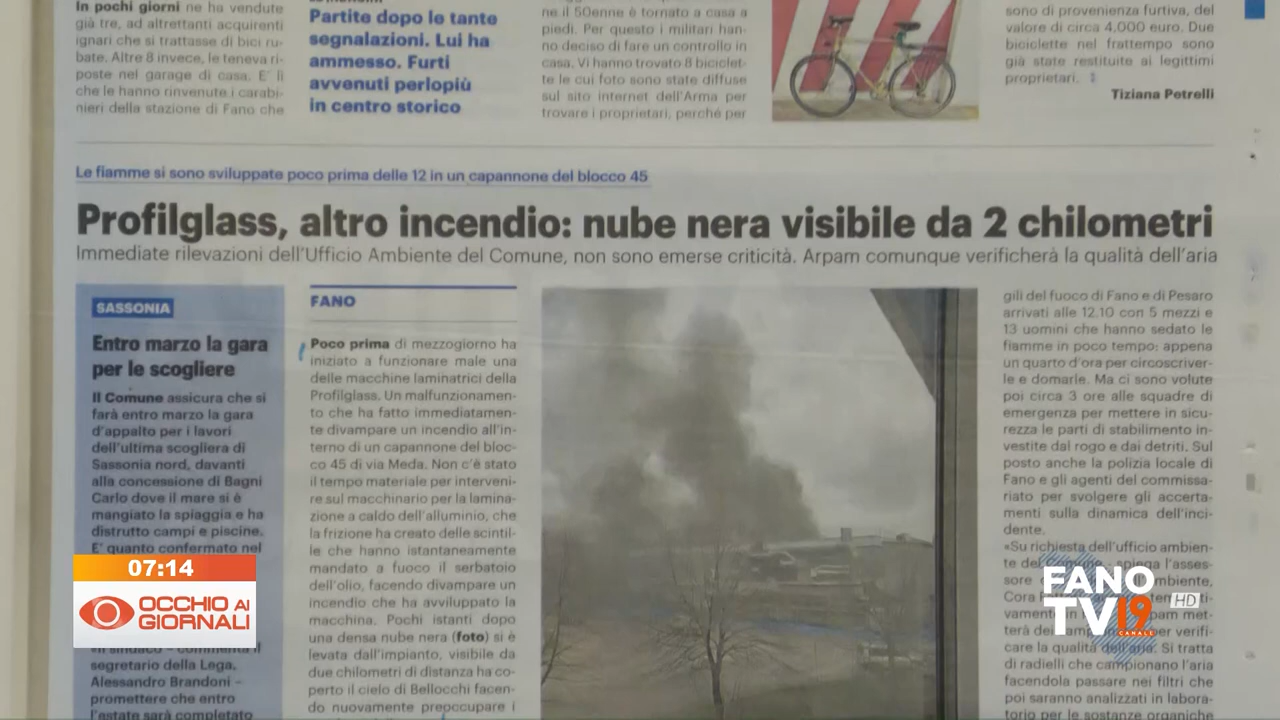 In pochi giorni ne ha vendute
già tre, ad altrettanti acquirenti
ignari che si trattasse di bici ru-
bate. Altre 8 invece, le teneva ri-
poste nel garage di casa. E' lì
che le hanno rinvenute i carabi-
nieri della stazione di Fano che
Partite dopo le tante
segnalazioni. Lui ha
ammesso. Furti
avvenuti perlopiù
in centro storico
ne il 50enne è tornato a casa a
piedi. Per questo i militari han-
no deciso di fare un controllo in
casa. Vi hanno trovato 8 biciclet-
te le cui foto sono state diffuse
sul sito internet dell'Arma per
trovare i proprietari, perché per
sono di provenienza furtiva, del
valore di circa 4.000 euro. Due
biciclette nel frattempo sono
già state restituite ai legittimi
proprietari.
Tiziana Petrelli
Le fiamme si sono sviluppate poco prima delle 12 in un capannone del blocco 45
Profilglass, altro incendio: nube nera visibile da 2 chilometri
Immediate rilevazioni dell'Ufficio Ambiente del Comune, non sono emerse criticità. Arpam comunque verificherà la qualità dell'aria
SASSONIA
Entro marzo la gara
per le scogliere
Il Comune assicura che si
farà entro marzo la gara
d'appalto per i lavori
dell'ultima scogliera di
Sassonia nord, davanti
alla concessione di Bagni
Carlo dove il mare si è
mangiato la spiaggia e ha
distrutto campi e piscine.
E' quanto confermato nel
segretario della Lega,
Alessandro Brandoni –
promettere che entro
l'estate sarà completato
FANO
Poco prima di mezzogiorno ha
iniziato a funzionare male una
delle macchine laminatrici della
Profilglass. Un malfunzionamen-
to che ha fatto immediatamen-
te divampare un incendio all'in-
terno di un capannone del bloc-
co 45 di via Meda. Non c'è stato
il tempo materiale per interveni-
re sul macchinario per la lamina-
zione a caldo dell'alluminio, che
la frizione ha creato delle scintil-
le che hanno istantaneamente
mandato a fuoco il serbatoio
dell'olio, facendo divampare un
incendio che ha avviluppato la
macchina. Pochi istanti dopo
una densa nube nera (foto) si è
levata dall'impianto, visibile da
due chilometri di distanza ha co-
perto il cielo di Bellocchi facen-
do nuovamente preoccupare i
gili del fuoco di Fano e di Pesaro
arrivati alle 12.10 con 5 mezzi e
13 uomini che hanno sedato le
fiamme in poco tempo: appena
un quarto d'ora per circoscriver-
le e domarle. Ma ci sono volute
poi circa 3 ore alle squadre di
emergenza per mettere in sicu-
rezza le parti di stabilimento in-
vestite dal rogo e dai detriti. Sul
posto anche la polizia locale di
Fano e gli agenti del commissa-
riato per svolgere gli accerta-
menti sulla dinamica dell'inci-
dente.
«Su richiesta dell'ufficio ambien-
te del spiega l'asses-
sore mbiente,
Cora
vamente pam met-
terà dei per verifi-
care la qualità dell'aria. Si tratta
di radielli che campionano l'aria
facendola passare nei filtri che
poi saranno analizzati in labora-
torio per le sostanze organiche
07:14
OCCHIO AI
GIORNALI
FANO
TV19
CANALE
HD